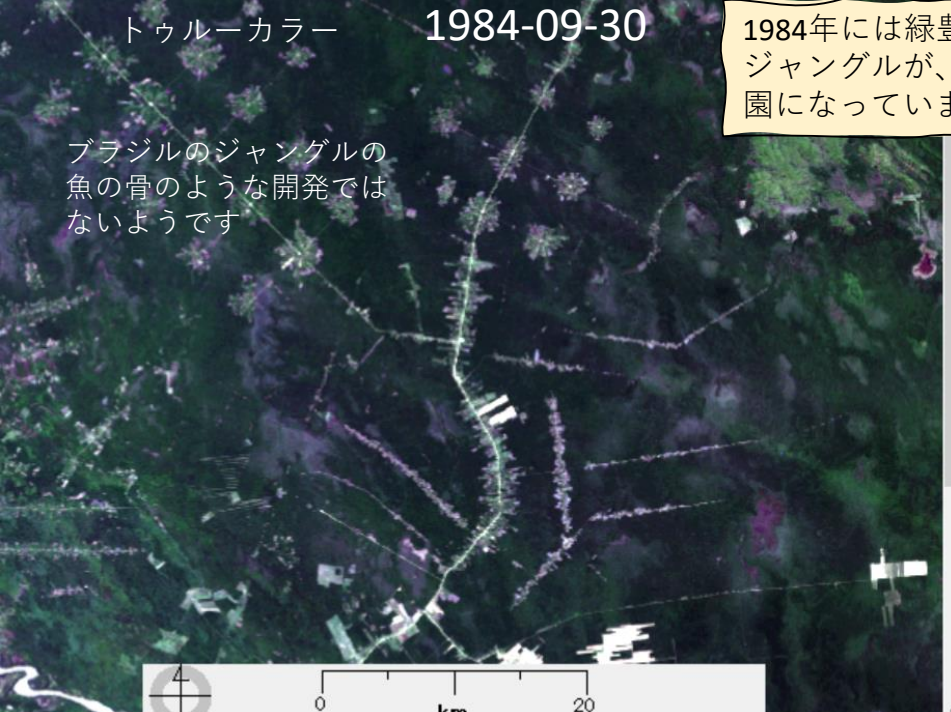 トゥルーカラー
1984-09-30
1984年には緑豊
ジャングルが、
園になっていま
ブラジルのジャングルの
魚の骨のような開発では
ないようです
0
20
km